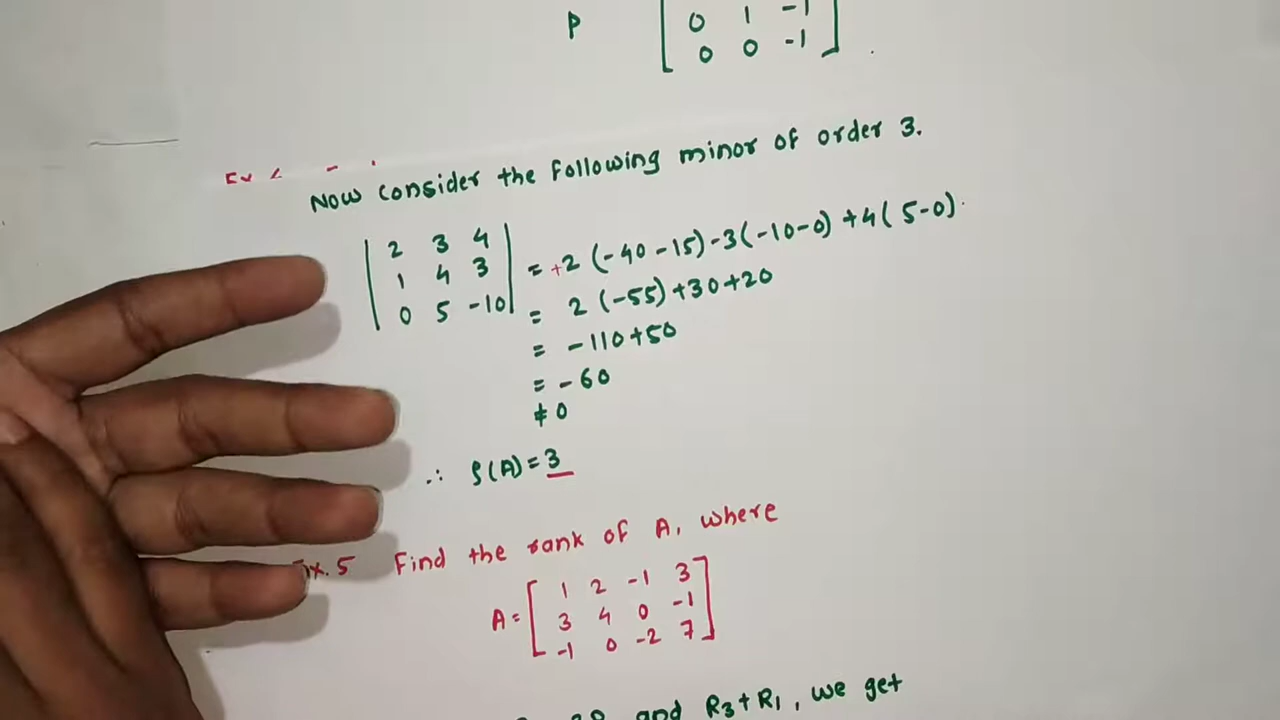 0 1 -1
P 0 0 -1
Now consider the following minor of order 3.
| 2 3 4 |
| 1 4 3 | = +2 (-40-15)-3(-10-0)+4(5-0).
| 0 5 -10 |
= 2 (-55)+30+20
= -110+50
= -60
≠ 0
∴ ρ(A)=3
Ex.5 Find the rank of A, where
A= [ 1 2 -1 3
3 4 0 -1
-1 0 -2 7 ]
and R3+R1, we get